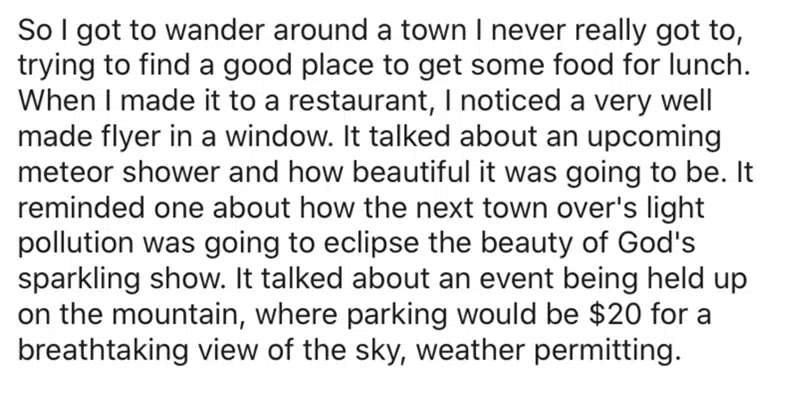 So I got to wander around a town I never really got to,
trying to find a good place to get some food for lunch.
When I made it to a restaurant, I noticed a very well
made flyer in a window. It talked about an upcoming
meteor shower and how beautiful it was going to be. It
reminded one about how the next town over's light
pollution was going to eclipse the beauty of God's
sparkling show. It talked about an event being held up
on the mountain, where parking would be $20 for a
breathtaking view of the sky, weather permitting.